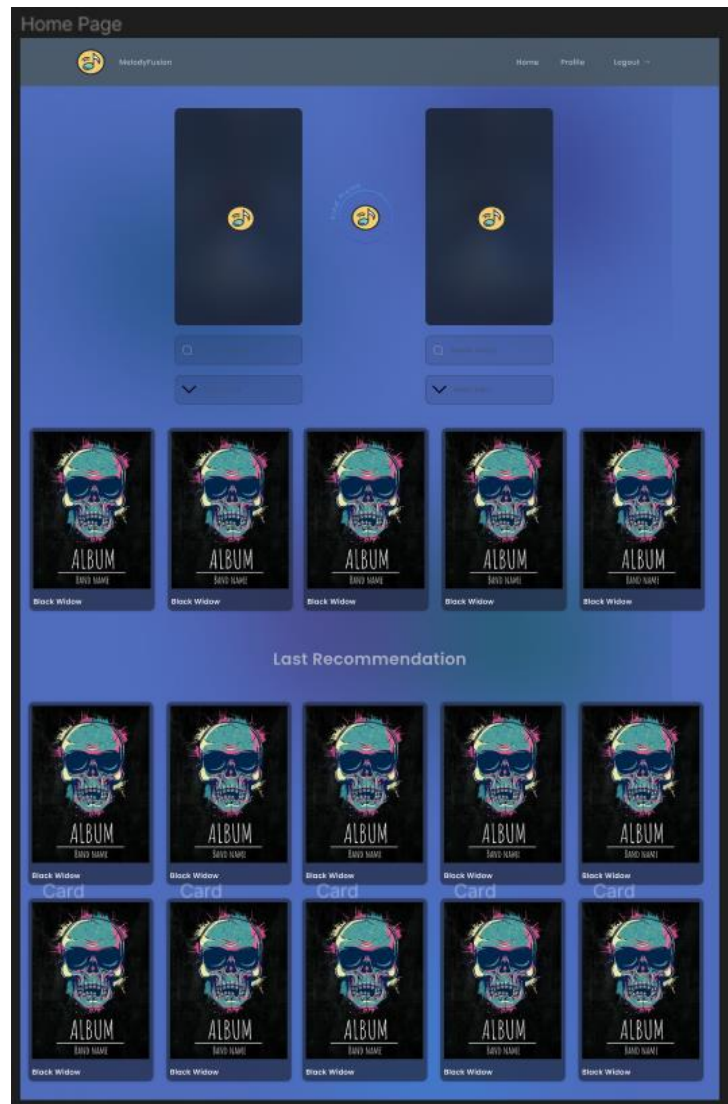 Home Page
MelodyFusion Home Profile Logout
ALBUM ALBUM ALBUM ALBUM ALBUM
BAND NAME BAND NAME BAND NAME BAND NAME BAND NAME
Black Widow Black Widow Black Widow Black Widow Black Widow
Last Recommendation
ALBUM ALBUM ALBUM ALBUM ALBUM
BAND NAME BAND NAME BAND NAME BAND NAME BAND NAME
Black Widow Black Widow Black Widow Black Widow Black Widow
Card Card Card Card Card
ALBUM ALBUM ALBUM ALBUM ALBUM
BAND NAME BAND NAME BAND NAME BAND NAME BAND NAME
Black Widow Black Widow Black Widow Black Widow Black Widow